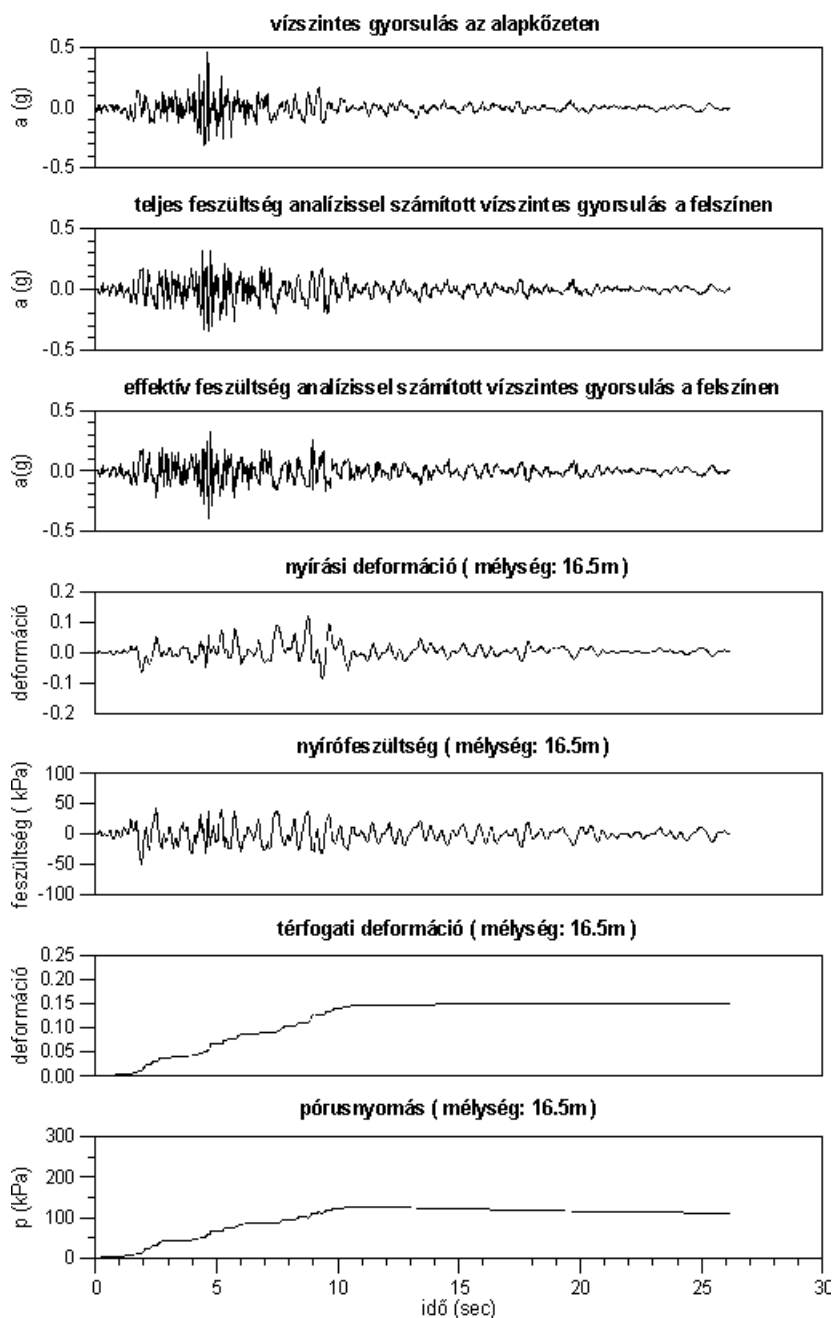 vízszintes gyorsulás az alapkőzeten
0.5
0.0
-0.5
a (g)
teljes feszültség analízissel számított vízszintes gyorsulás a felszínen
0.5
0.0
-0.5
a (g)
effektív feszültség analízissel számított vízszintes gyorsulás a felszínen
0.5
0.0
-0.5
a(g)
nyírási deformáció ( mélység: 16.5m )
0.2
0.1
0.0
-0.1
-0.2
deformáció
nyírófeszültség ( mélység: 16.5m )
100
50
0
-50
-100
feszültség ( kPa)
térfogati deformáció ( mélység: 16.5m )
0.25
0.20
0.15
0.10
0.05
0.00
deformáció
pórusnyomás ( mélység: 16.5m )
300
200
100
0
p (kPa)
0 5 10 15 20 25 30
idő (sec)